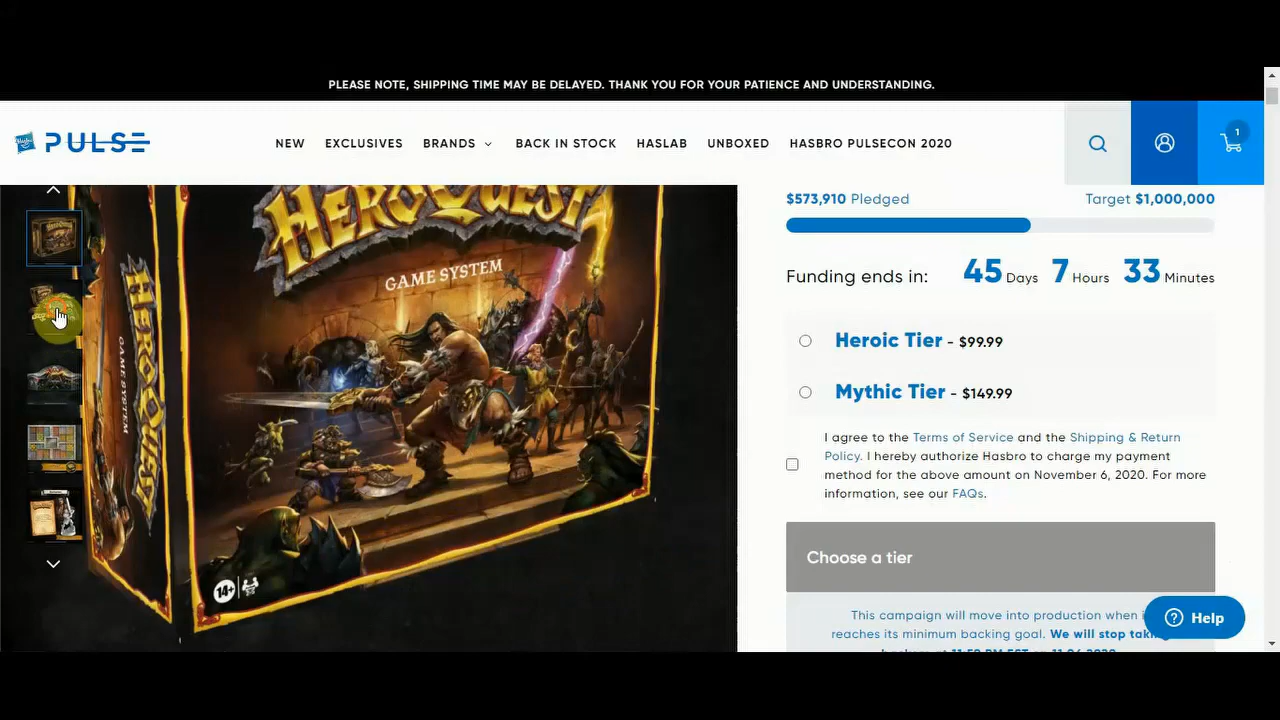 PLEASE NOTE, SHIPPING TIME MAY BE DELAYED. THANK YOU FOR YOUR PATIENCE AND UNDERSTANDING.
Hasbro PULSE
NEW EXCLUSIVES BRANDS BACK IN STOCK HASLAB UNBOXED HASBRO PULSECON 2020
1
$573,910 Pledged Target $1,000,000
Funding ends in: 45 Days 7 Hours 33 Minutes
Heroic Tier - $99.99
Mythic Tier - $149.99
I agree to the Terms of Service and the Shipping & Return
Policy. I hereby authorize Hasbro to charge my payment
method for the above amount on November 6, 2020. For more
information, see our FAQs.
Choose a tier
This campaign will move into production when
reaches its minimum backing goal. We will stop
Help
HEROQUEST
GAME SYSTEM
HEROQUEST
GAME SYSTEM
14+